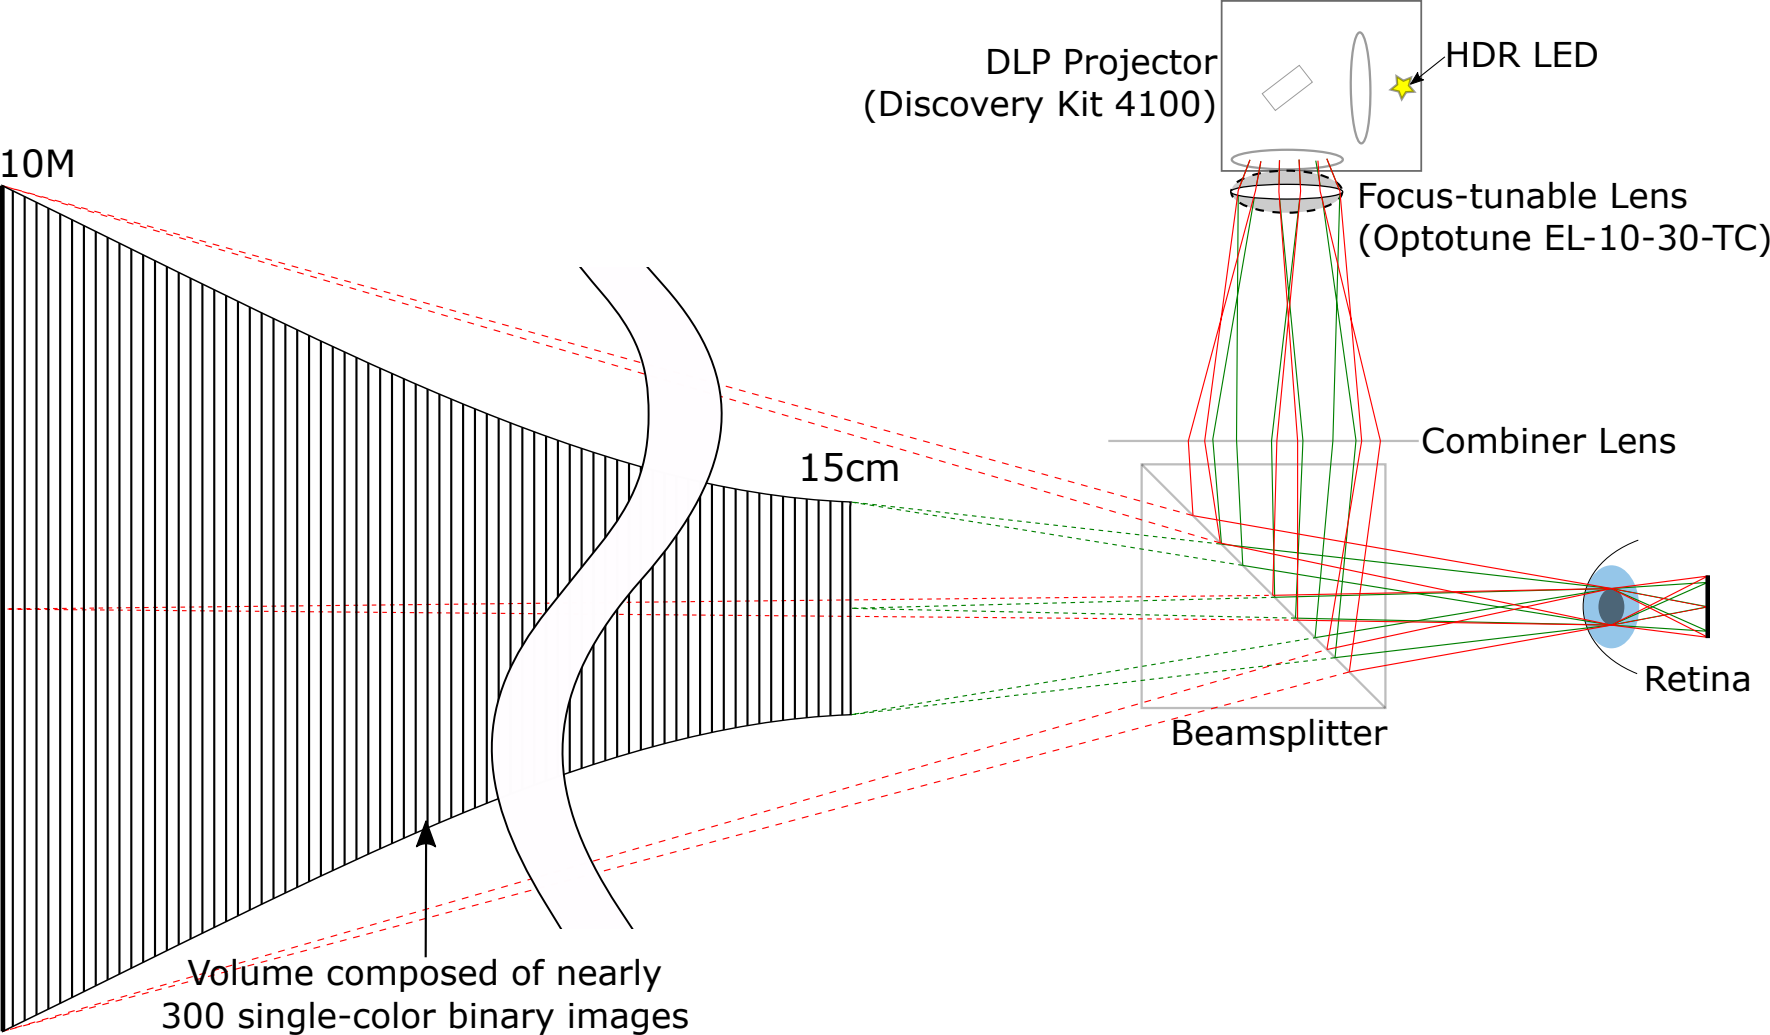 DLP Projector
(Discovery Kit 4100)
HDR LED
10M
Focus-tunable Lens
(Optotune EL-10-30-TC)
Combiner Lens
15cm
Retina
Beamsplitter
Volume composed of nearly
300 single-color binary images